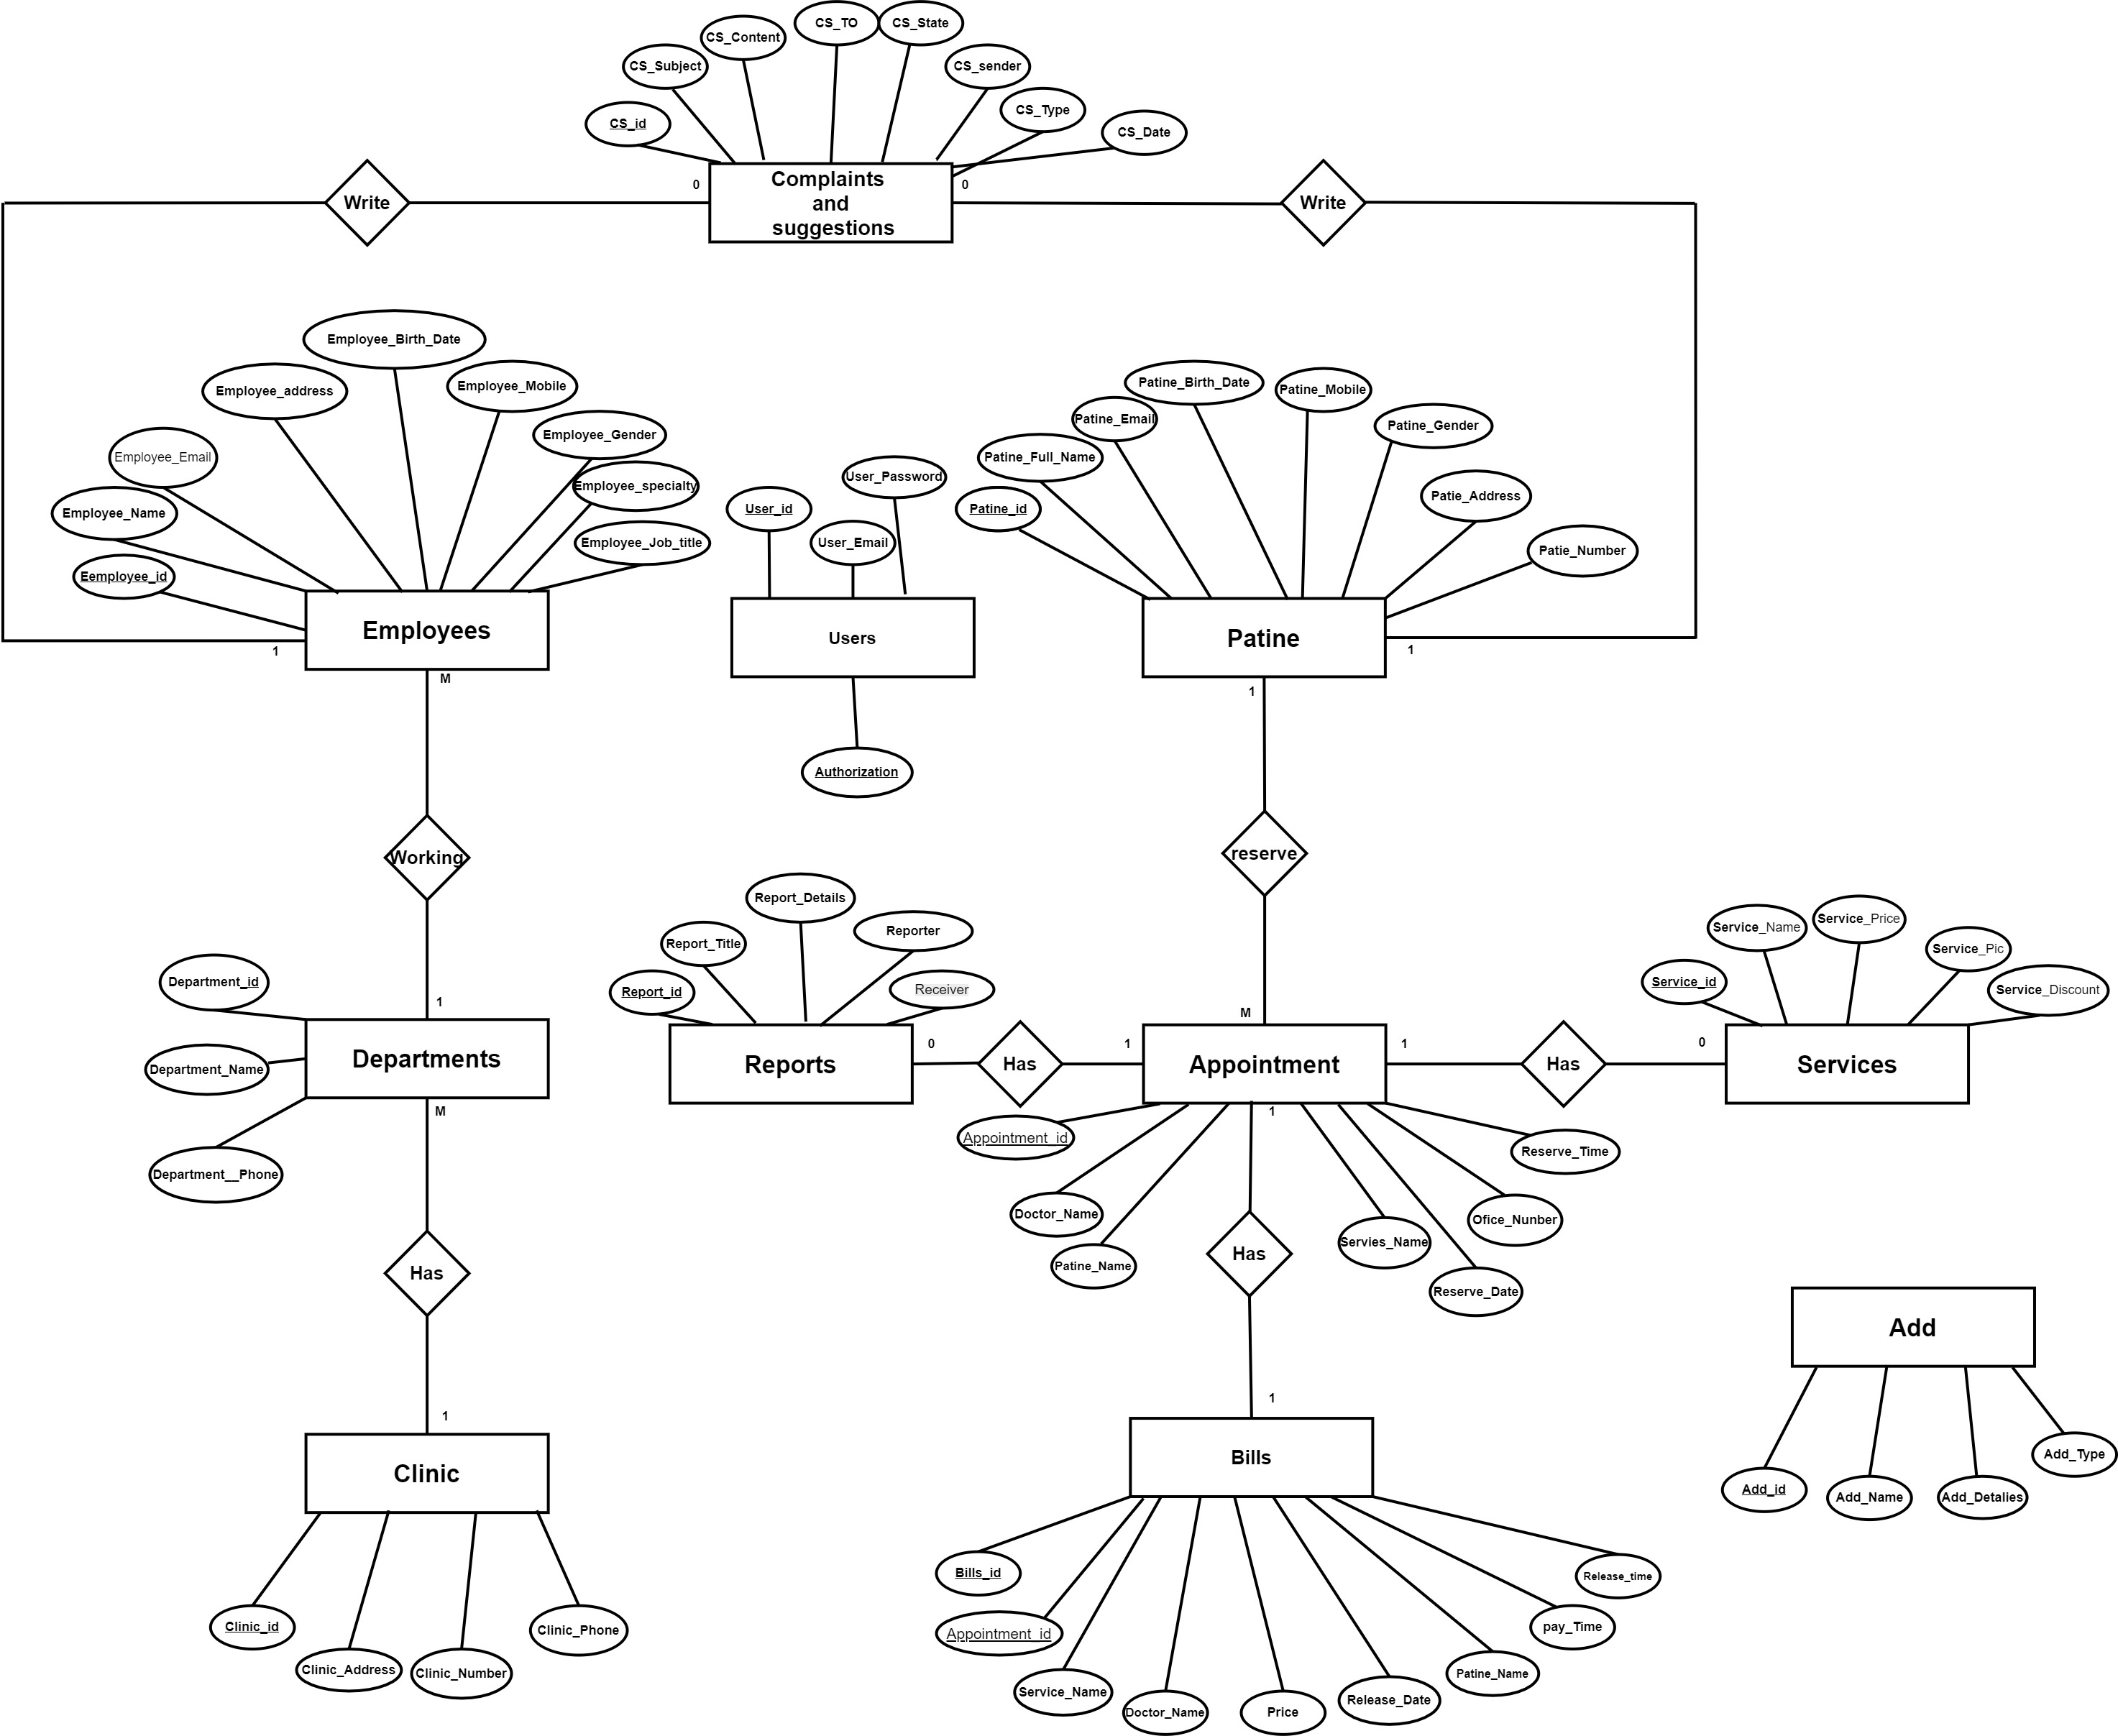 CS_TO
CS_State
CS_Content
CS_Subject
CS_sender
CS_Type
CS_id
CS_Date
Complaints
and
suggestions
0
0
Write
Write
Employee_Birth_Date
Employee_address
Employee_Mobile
Employee_Gender
Employee_Email
Employee_specialty
Employee_Name
Employee_Job_title
Eemployee_id
Employees
1
M
User_Password
User_id
User_Email
Users
Authorization
Patine_Birth_Date
Patine_Mobile
Patine_Email
Patine_Gender
Patine_Full_Name
Patie_Address
Patine_id
Patie_Number
Patine
1
1
Working
reserve
Department_id
1
Departments
Department_Name
Department__Phone
M
Has
1
Clinic
Clinic_id
Clinic_Address
Clinic_Number
Clinic_Phone
Report_Details
Reporter
Report_Title
Report_id
Receiver
Reports
0
Has
1
M
Appointment
1
Has
0
Service_Name
Service_Price
Service_Pic
Service_id
Service_Discount
Services
1
Appointment_id
Reserve_Time
Doctor_Name
Ofice_Nunber
Servies_Name
Patine_Name
Reserve_Date
Has
1
Bills
Bills_id
Release_time
Appointment_id
pay_Time
Service_Name
Patine_Name
Doctor_Name
Price
Release_Date
Add
Add_Type
Add_id
Add_Name
Add_Detalies